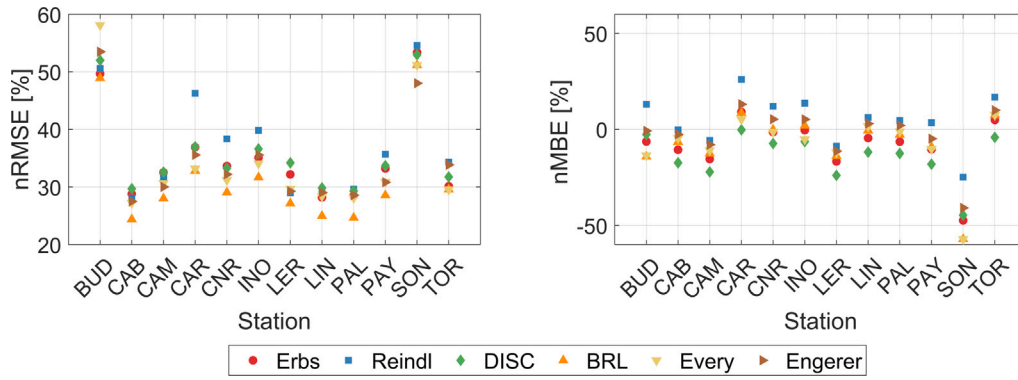 nRMSE [%]
60
50
40
30
20
BUD CAB CAM CAR CNR INO LER LIN PAL PAY SON TOR
Station
nMBE [%]
50
0
-50
BUD CAB CAM CAR CNR INO LER LIN PAL PAY SON TOR
Station
Erbs Reindl DISC BRL Every Engerer